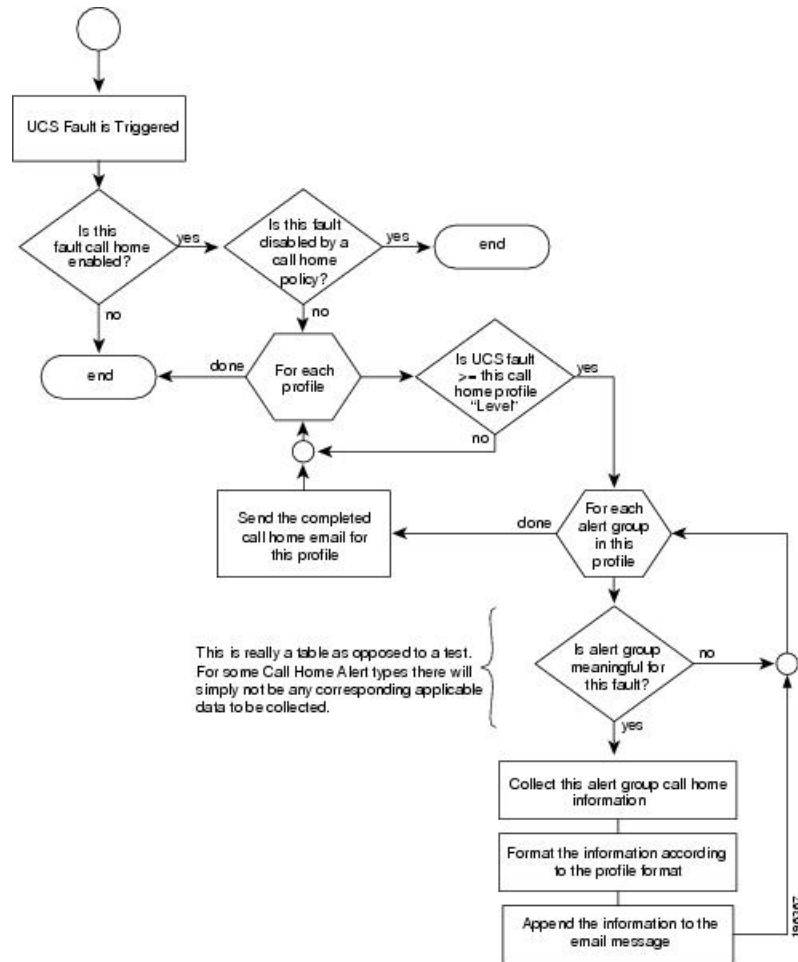 UCS Fault is Triggered
Is this
fault call home
enabled?
yes
Is this fault
disabled by a
call home
policy?
yes
end
no
no
end
done
For each
profile
Is UCS fault
>= this call
home profile
"Level"
yes
no
Send the completed
call home email for
this profile
done
For each
alert group
in this
profile
This is really a table as opposed to a test.
For some Call Home Alert types there will
simply not be any corresponding applicable
data to be collected.
Is alert group
meaningful for
this fault?
no
yes
Collect this alert group call home
information
Format the information according
to the profile format
Append the information to the
email message